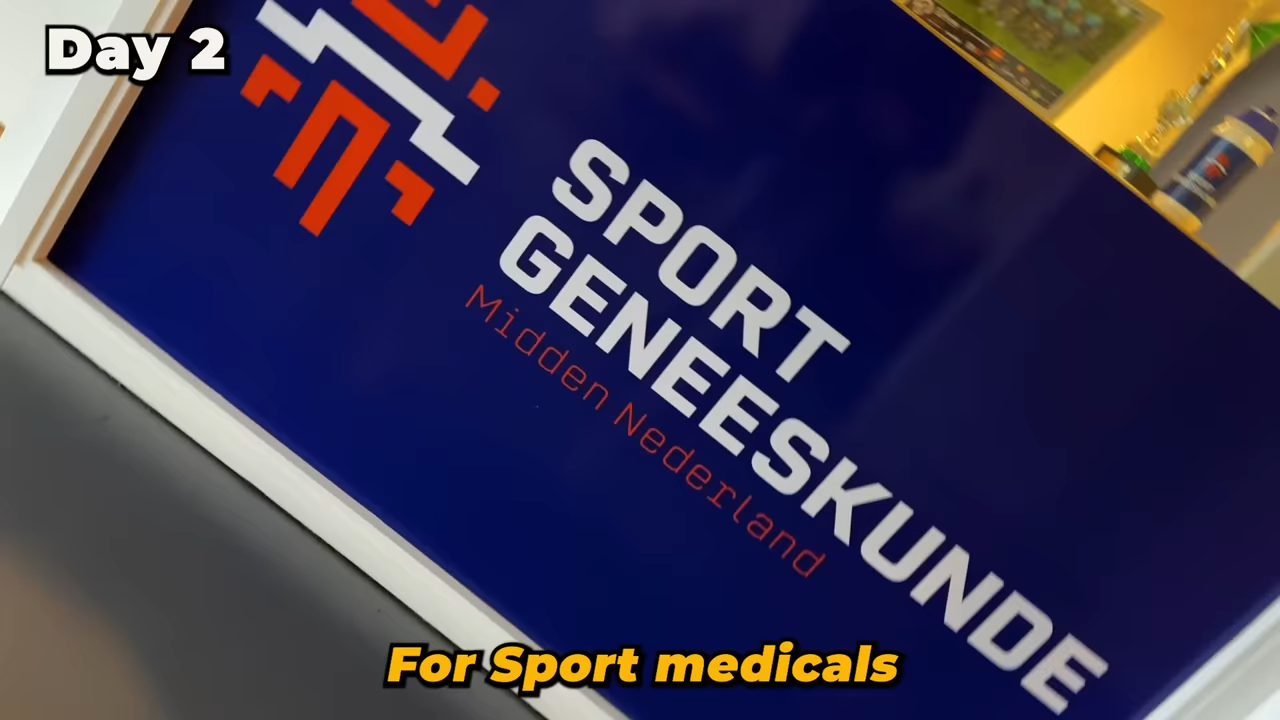 Day 2
SPORT
GENEESKUNDE
Midden Nederland
For Sport medicals